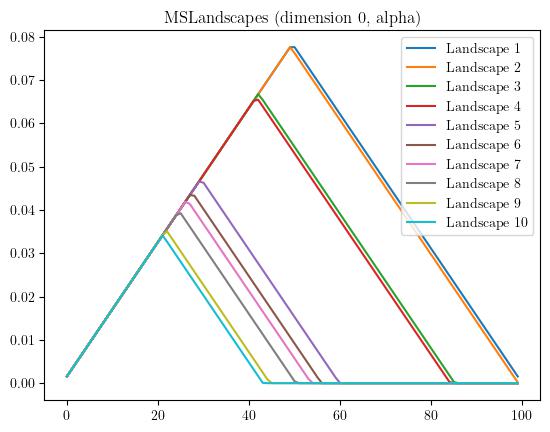 MSLandscapes (dimension 0, alpha)
0.08
0.07
0.06
0.05
0.04
0.03
0.02
0.01
0.00
0 20 40 60 80 100
Landscape 1
Landscape 2
Landscape 3
Landscape 4
Landscape 5
Landscape 6
Landscape 7
Landscape 8
Landscape 9
Landscape 10